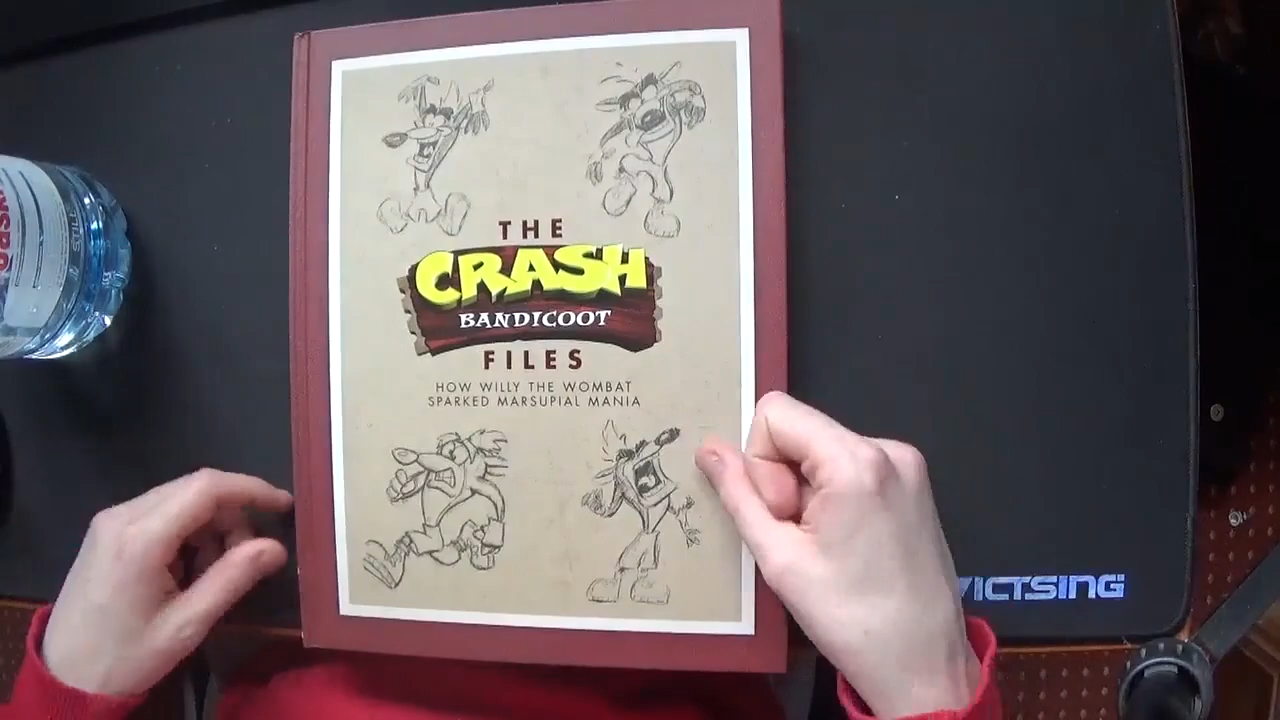 THE
CRASH
BANDICOOT
FILES
HOW WILLY THE WOMBAT
SPARKED MARSUPIAL MANIA
VICTSING